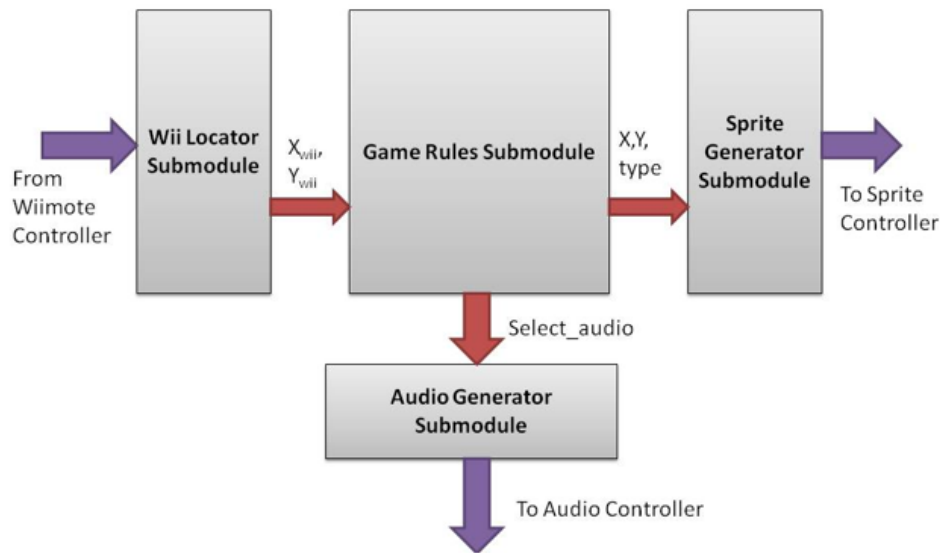 From
Wiimote
Controller
Wii Locator
Submodule
Xwii,
Ywii
Game Rules Submodule
X,Y,
type
Sprite
Generator
Submodule
To Sprite
Controller
Select_audio
Audio Generator
Submodule
To Audio Controller